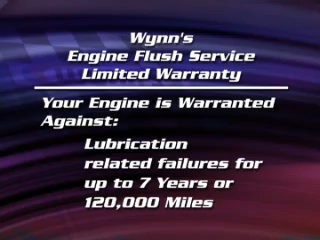 Wynn's
Engine Flush Service
Limited Warranty
Your Engine is Warranted
Against:
Lubrication
related failures for
up to 7 Years or
120,000 Miles